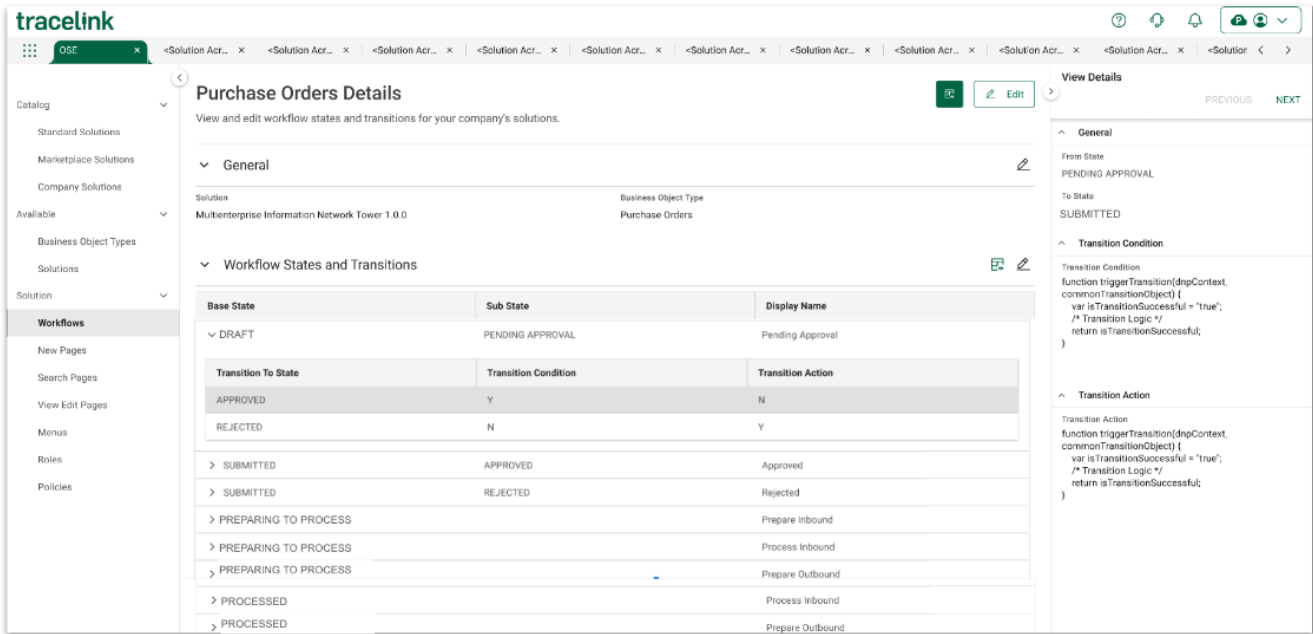 tracelink
OSE × <Solution Acr... × <Solution Acr... × <Solution Acr... × <Solution Acr... × <Solution Acr... × <Solution Acr... × <Solution Acr... × <Solution Acr... × <Solution Acr... × <Solution Acr... × <Solution
Catalog
Standard Solutions
Marketplace Solutions
Company Solutions
Available
Business Object Types
Solutions
Solution
Workflows
New Pages
Search Pages
View Edit Pages
Menus
Roles
Policies
Purchase Orders Details
Edit
View and edit workflow states and transitions for your company's solutions.
General
Solution Business Object Type
Multienterprise Information Network Tower 1.0.0 Purchase Orders
Workflow States and Transitions
Base State Sub State Display Name
DRAFT PENDING APPROVAL Pending Approval
Transition To State Transition Condition Transition Action
APPROVED Y N
REJECTED N Y
SUBMITTED APPROVED Approved
SUBMITTED REJECTED Rejected
PREPARING TO PROCESS Prepare Inbound
PREPARING TO PROCESS Process Inbound
PREPARING TO PROCESS Prepare Outbound
PROCESSED Process Inbound
PROCESSED Prepare Outbound
View Details
PREVIOUS NEXT
General
From State
PENDING APPROVAL
To State
SUBMITTED
Transition Condition
Transition Condition
function triggerTransition(dnpContext,
commonTransitionObject) {
var isTransitionSuccessful = "true";
/* Transition Logic */
return isTransitionSuccessful;
}
Transition Action
Transition Action
function triggerTransition(dnpContext,
commonTransitionObject) {
var isTransitionSuccessful = "true";
/* Transition Logic */
return isTransitionSuccessful;
}